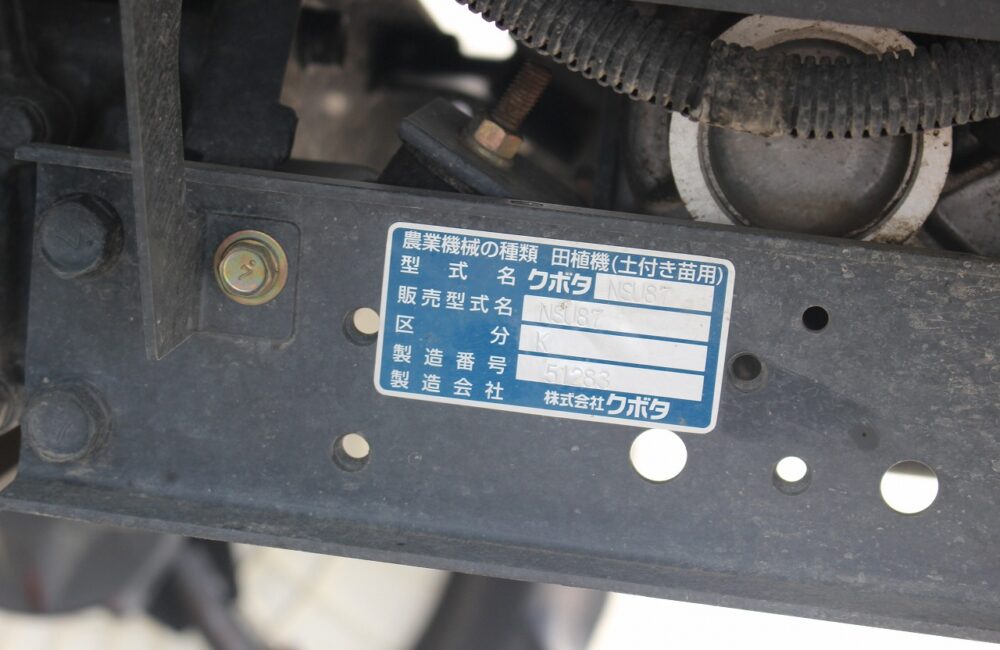 農業機械の種類 田植機(土付き苗用)
型式名 クボタ NSU87
販売型式名 NSU87
区分 K
製造番号 51283
製造会社 株式会社クボタ